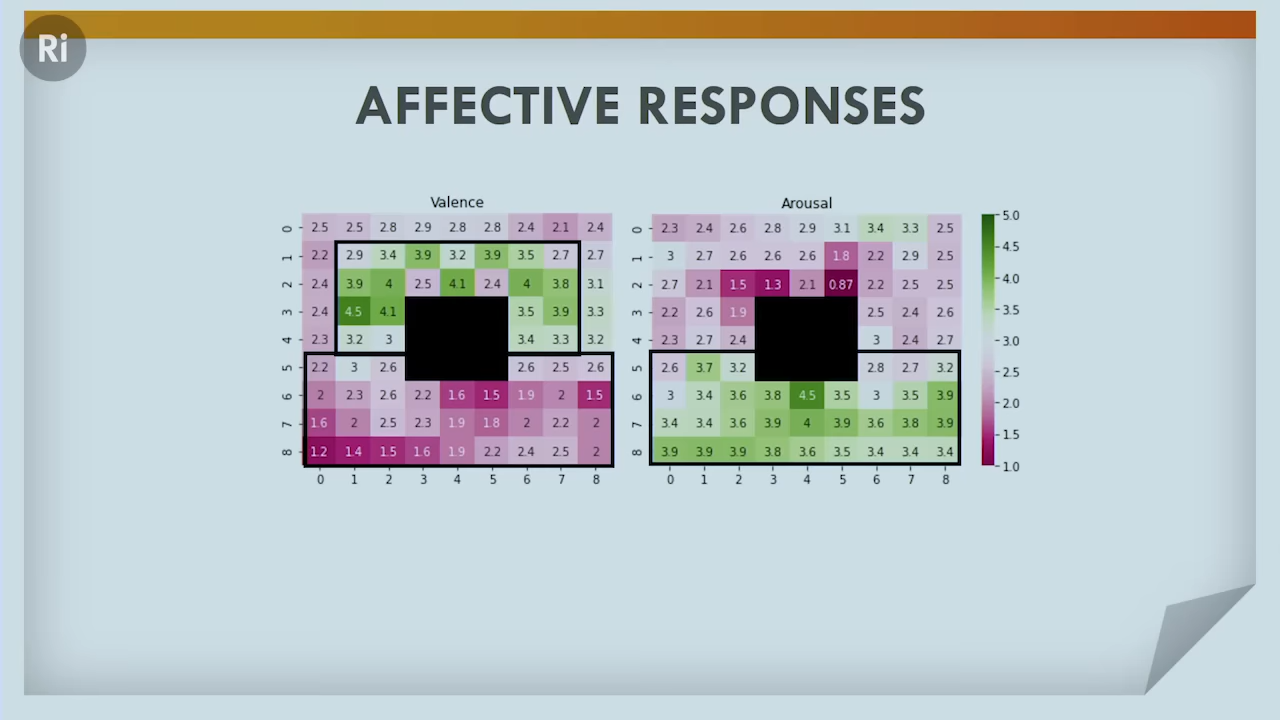 Ri
AFFECTIVE RESPONSES
Valence
0 2.5 2.5 2.8 2.9 2.8 2.8 2.4 2.1 2.4
1 2.2 2.9 3.4 3.9 3.2 3.9 3.5 2.7 2.7
2 2.4 3.9 4 2.5 4.1 2.4 4 3.8 3.1
3 2.4 4.5 4.1 3.5 3.9 3.3
4 2.3 3.2 3 3.4 3.3 3.2
5 2.2 3 2.6 2.6 2.5 2.6
6 2 2.3 2.6 2.2 1.6 1.5 1.9 2 1.5
7 1.6 2 2.5 2.3 1.9 1.8 2 2.2 2
8 1.2 1.4 1.5 1.6 1.9 2.2 2.4 2.5 2
0 1 2 3 4 5 6 7 8
Arousal
0 2.3 2.4 2.6 2.8 2.9 3.1 3.4 3.3 2.5
1 3 2.7 2.6 2.6 2.6 1.8 2.2 2.9 2.5
2 2.7 2.1 1.5 1.3 2.1 0.87 2.2 2.5 2.5
3 2.2 2.6 1.9 2.5 2.4 2.6
4 2.3 2.7 2.4 3 2.4 2.7
5 2.6 3.7 3.2 2.8 2.7 3.2
6 3 3.4 3.6 3.8 4.5 3.5 3 3.5 3.9
7 3.4 3.4 3.6 3.9 4 3.9 3.6 3.8 3.9
8 3.9 3.9 3.9 3.8 3.6 3.5 3.4 3.4 3.4
0 1 2 3 4 5 6 7 8
5.0
4.5
4.0
3.5
3.0
2.5
2.0
1.5
1.0